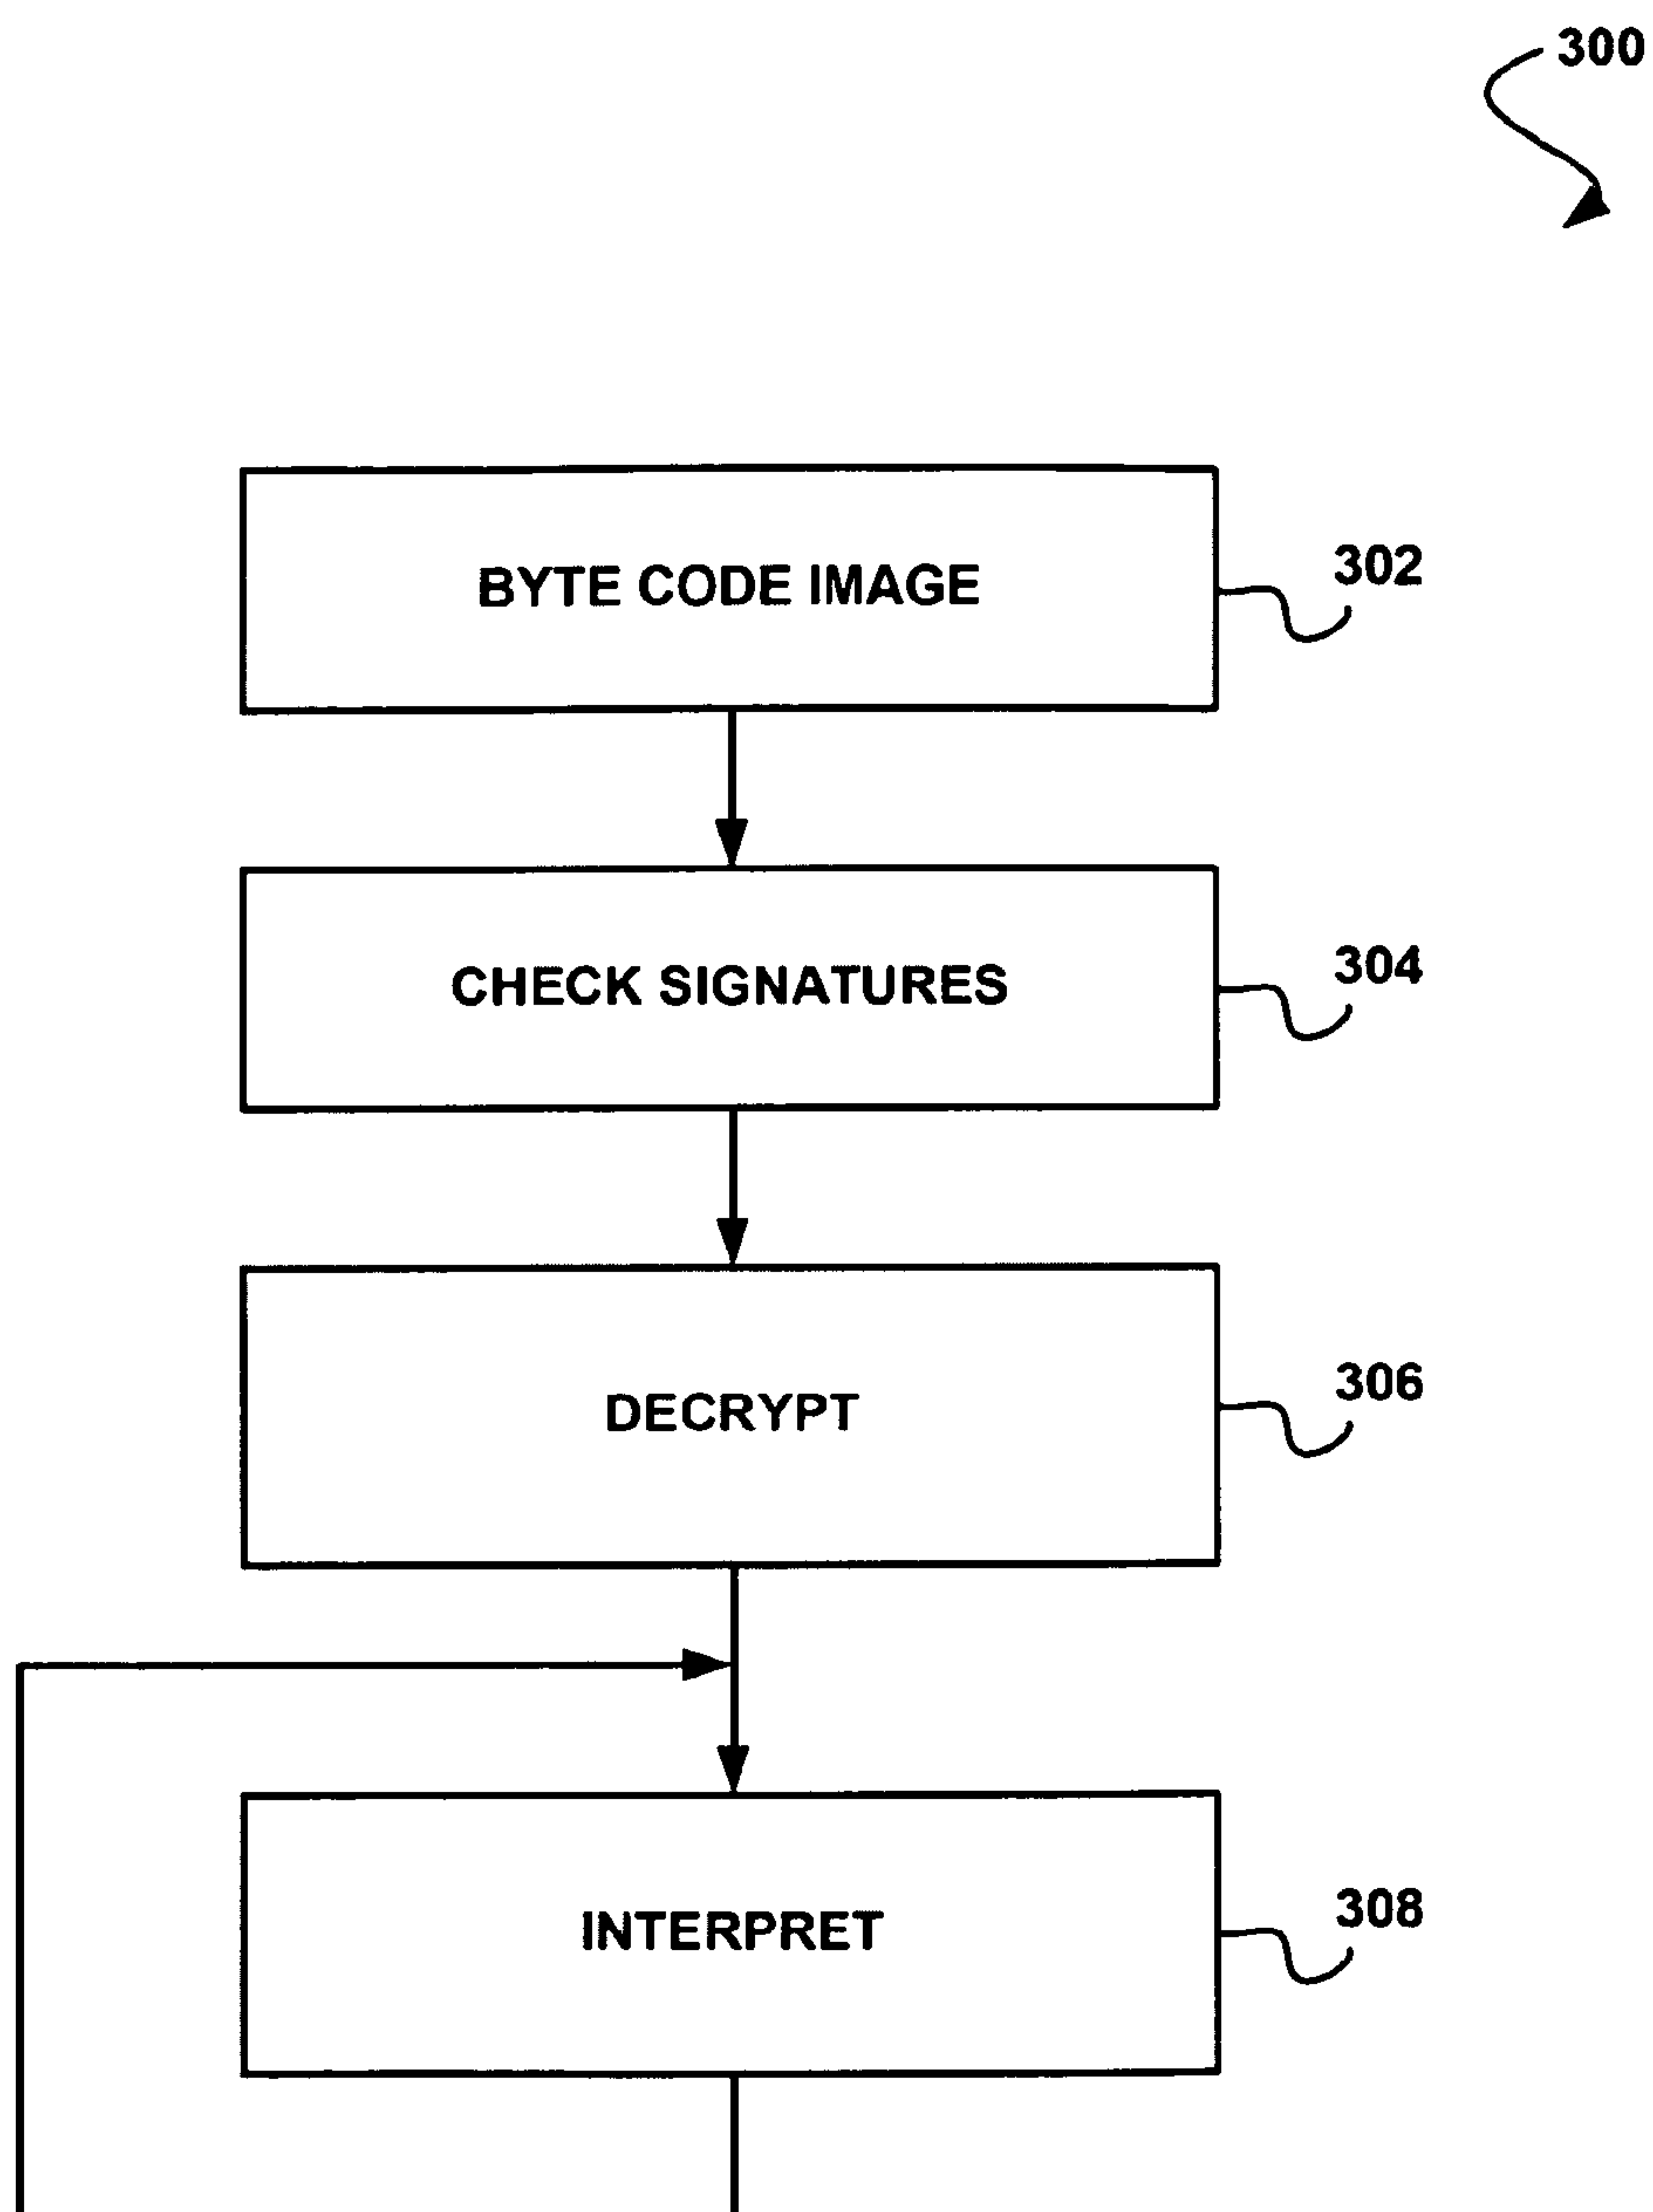 300
BYTE CODE IMAGE
302
CHECK SIGNATURES
304
DECRYPT
306
INTERPRET
308